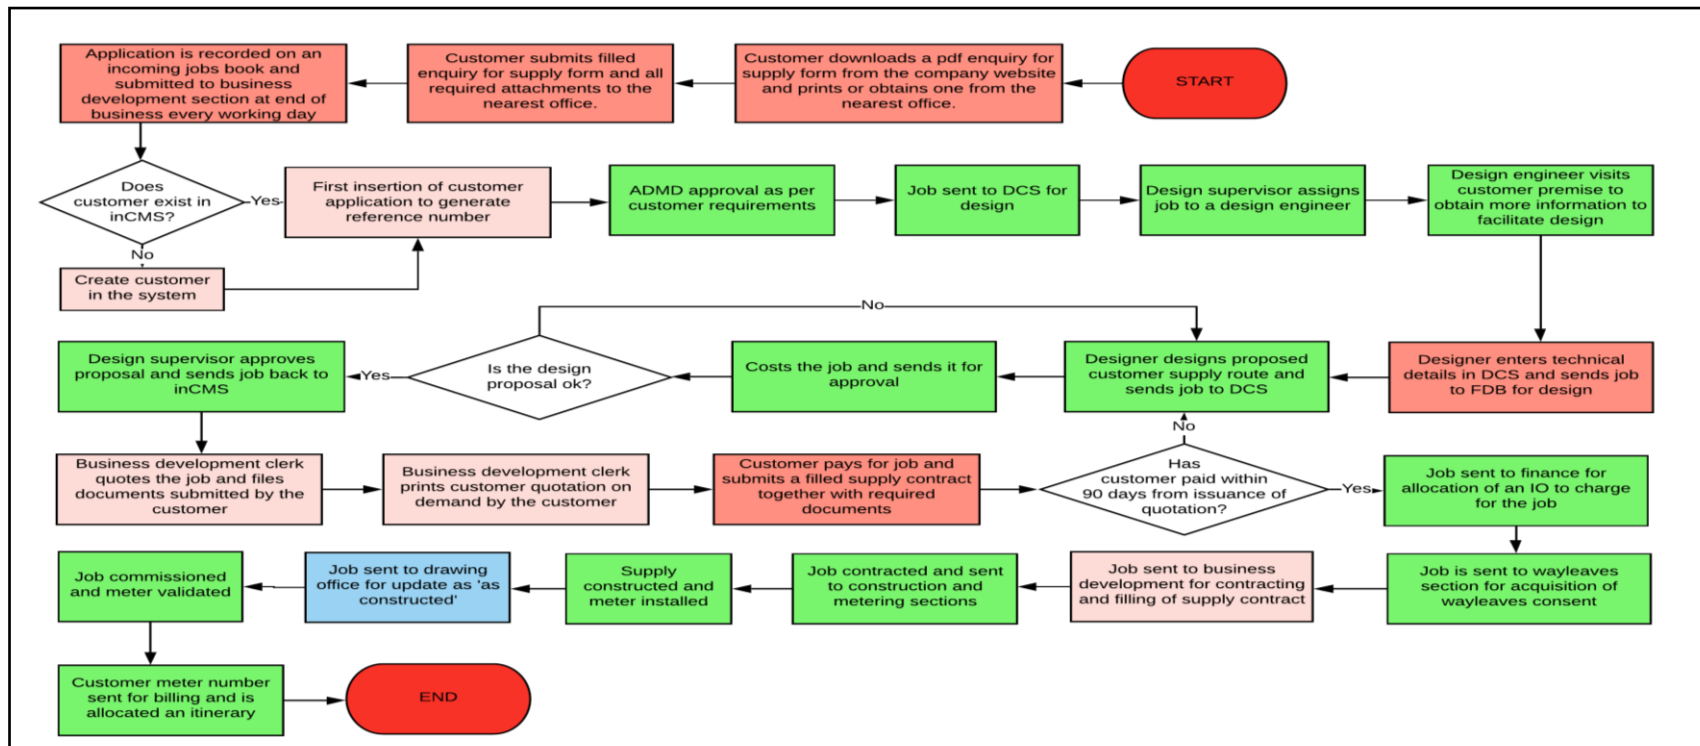 START
Customer downloads a pdf enquiry for
supply form from the company website
and prints or obtains one from the
nearest office.
Customer submits filled
enquiry for supply form and all
required attachments to the
nearest office.
Application is recorded on an
incoming jobs book and
submitted to business
development section at end of
business every working day
Does
customer exist in
inCMS?
Yes
No
Create customer
in the system
First insertion of customer
application to generate
reference number
ADMD approval as per
customer requirements
Job sent to DCS for
design
Design supervisor assigns
job to a design engineer
Design engineer visits
customer premise to
obtain more information to
facilitate design
Designer enters technical
details in DCS and sends job
to FDB for design
Designer designs proposed
customer supply route and
sends job to DCS
Costs the job and sends it for
approval
Is the design
proposal ok?
No
Yes
Design supervisor approves
proposal and sends job back to
inCMS
Business development clerk
quotes the job and files
documents submitted by the
customer
Business development clerk
prints customer quotation on
demand by the customer
Customer pays for job and
submits a filled supply contract
together with required
documents
Has
customer paid within
90 days from issuance of
quotation?
No
Yes
Job sent to finance for
allocation of an IO to charge
for the job
Job is sent to wayleaves
section for acquisition of
wayleaves consent
Job sent to business
development for contracting
and filling of supply contract
Job contracted and sent
to construction and
metering sections
Supply
constructed and
meter installed
Job sent to drawing
office for update as 'as
constructed'
Job commissioned
and meter validated
Customer meter number
sent for billing and is
allocated an itinerary
END